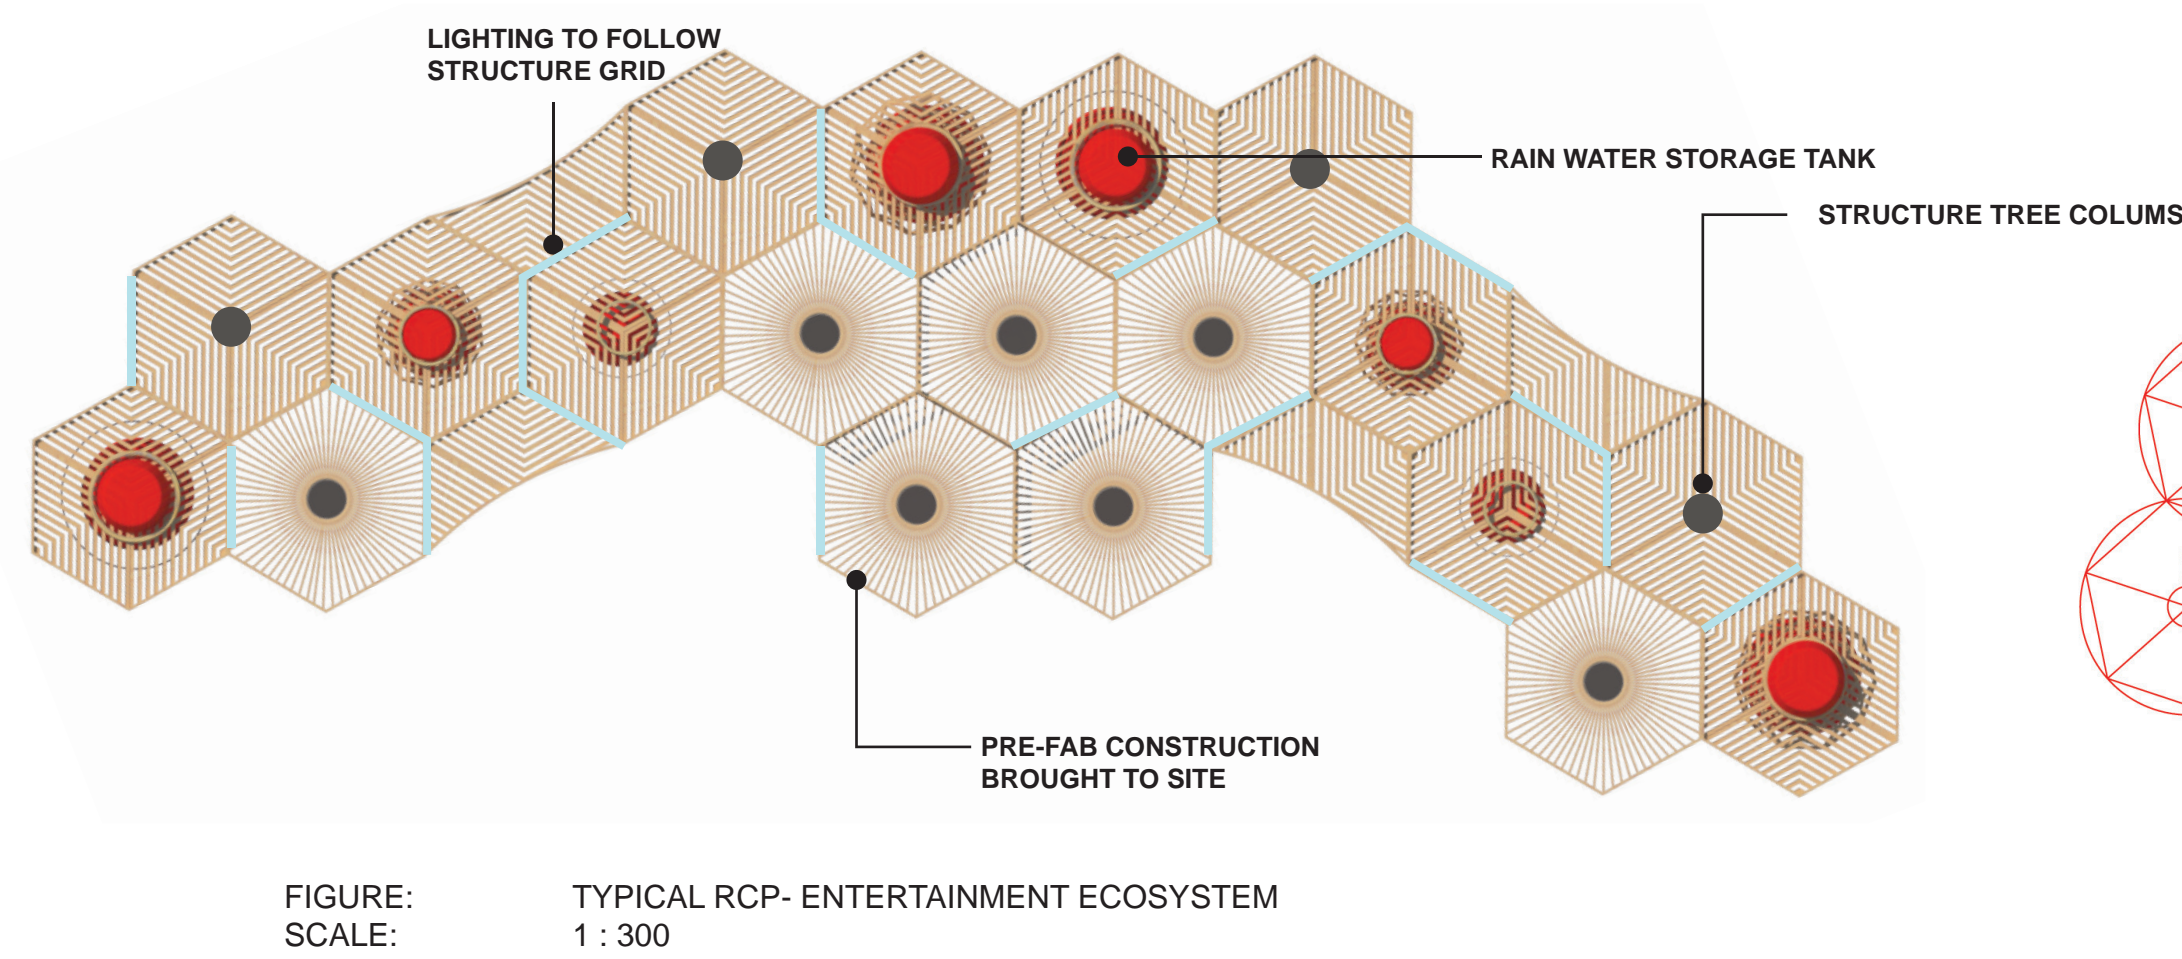 LIGHTING TO FOLLOW
STRUCTURE GRID
RAIN WATER STORAGE TANK
STRUCTURE TREE COLUMS
PRE-FAB CONSTRUCTION
BROUGHT TO SITE
FIGURE: TYPICAL RCP- ENTERTAINMENT ECOSYSTEM
SCALE: 1 : 300